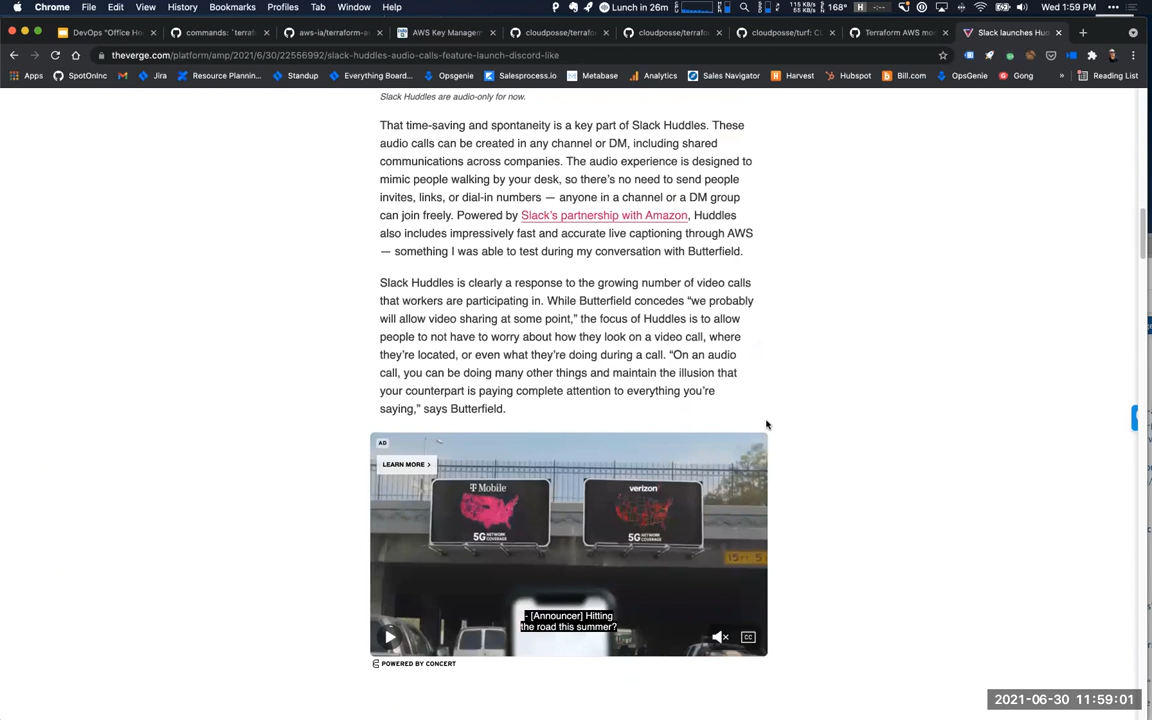 Chrome File Edit View History Bookmarks Profiles Tab Window Help
Lunch in 26m
168°
Wed 1:59 PM
DevOps "Office Ho
commands: `terraf
aws-ia/terraform-a
AWS Key Managem
cloudposse/terrafo
cloudposse/terrafo
cloudposse/turf: CL
Terraform AWS mod
Slack launches Hud
theverge.com/platform/amp/2021/6/30/22556992/slack-huddles-audio-calls-feature-launch-discord-like
Apps SpotOnInc Jira Resource Planning... Standup Everything Board... Opsgenie Salesprocess.io Metabase Analytics Sales Navigator Harvest Hubspot Bill.com OpsGenie Gong Reading List
Slack Huddles are audio-only for now.
That time-saving and spontaneity is a key part of Slack Huddles. These
audio calls can be created in any channel or DM, including shared
communications across companies. The audio experience is designed to
mimic people walking by your desk, so there's no need to send people
invites, links, or dial-in numbers — anyone in a channel or a DM group
can join freely. Powered by Slack's partnership with Amazon, Huddles
also includes impressively fast and accurate live captioning through AWS
— something I was able to test during my conversation with Butterfield.
Slack Huddles is clearly a response to the growing number of video calls
that workers are participating in. While Butterfield concedes “we probably
will allow video sharing at some point,” the focus of Huddles is to allow
people to not have to worry about how they look on a video call, where
they're located, or even what they're doing during a call. “On an audio
call, you can be doing many other things and maintain the illusion that
your counterpart is paying complete attention to everything you're
saying,” says Butterfield.
AD
LEARN MORE >
T Mobile
5G NETWORK COVERAGE
verizon
5G NETWORK COVERAGE
- [Announcer] Hitting
the road this summer?
CC
POWERED BY CONCERT
2021-06-30 11:59:01